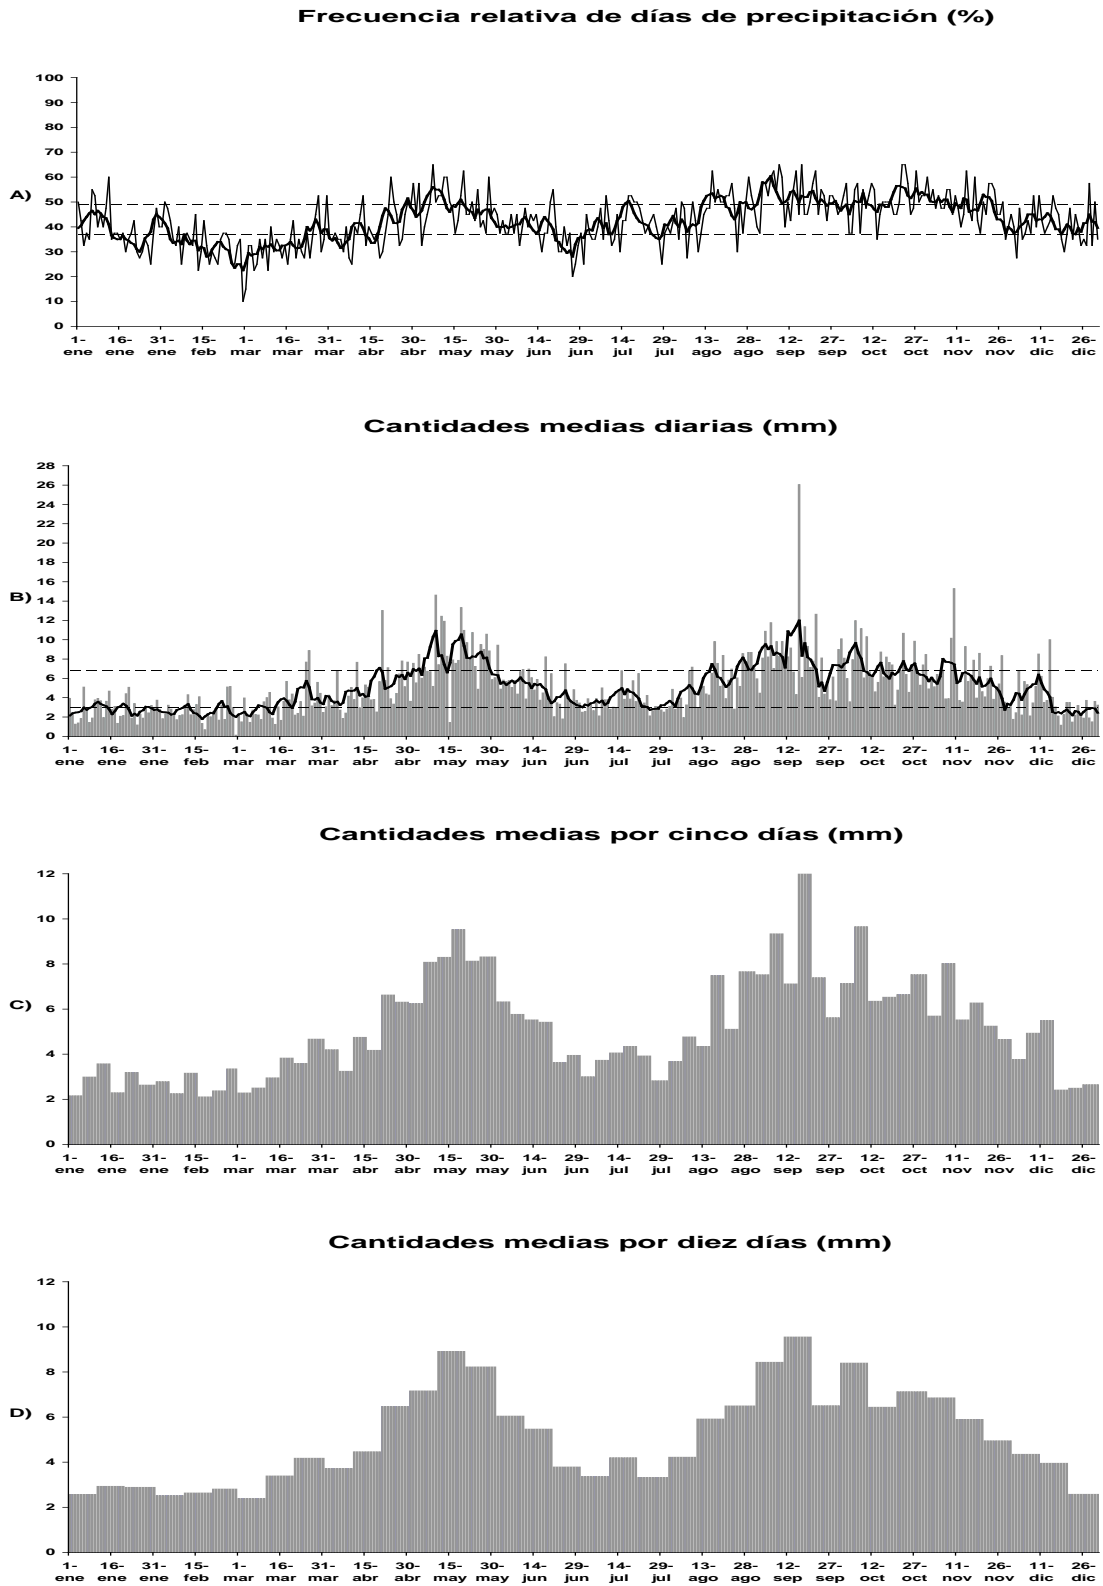 Frecuencia relativa de días de precipitación (%)
100
90
80
70
60
A) 50
40
30
20
10
0
1- 16- 31- 15- 1- 16- 31- 15- 30- 15- 30- 14- 29- 14- 29- 13- 28- 12- 27- 12- 27- 11- 26- 11- 26-
ene ene ene feb mar mar mar abr abr may may jun jun jul jul ago ago sep sep oct oct nov nov dic dic
Cantidades medias diarias (mm)
28
26
24
22
20
18
16
B) 14
12
10
8
6
4
2
0
1- 16- 31- 15- 1- 16- 31- 15- 30- 15- 30- 14- 29- 14- 29- 13- 28- 12- 27- 12- 27- 11- 26- 11- 26-
ene ene ene feb mar mar mar abr abr may may jun jun jul jul ago ago sep sep oct oct nov nov dic dic
Cantidades medias por cinco días (mm)
12
10
8
C) 6
4
2
0
1- 16- 31- 15- 1- 16- 31- 15- 30- 15- 30- 14- 29- 14- 29- 13- 28- 12- 27- 12- 27- 11- 26- 11- 26-
ene ene ene feb mar mar mar abr abr may may jun jun jul jul ago ago sep sep oct oct nov nov dic dic
Cantidades medias por diez días (mm)
12
10
8
D) 6
4
2
0
1- 16- 31- 15- 1- 16- 31- 15- 30- 15- 30- 14- 29- 14- 29- 13- 28- 12- 27- 12- 27- 11- 26- 11- 26-
ene ene ene feb mar mar mar abr abr may may jun jun jul jul ago ago sep sep oct oct nov nov dic dic